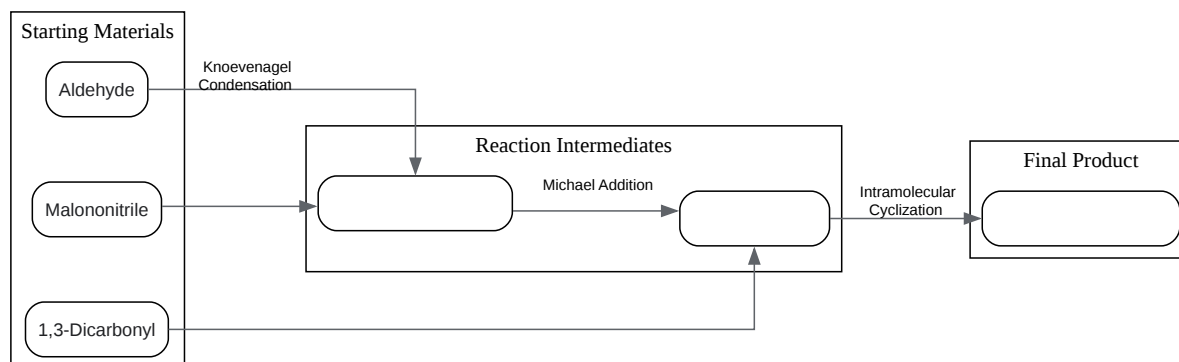 Starting Materials
Aldehyde
Knoevenagel
Condensation
Malononitrile
1,3-Dicarbonyl
Reaction Intermediates
Michael Addition
Intramolecular
Cyclization
Final Product